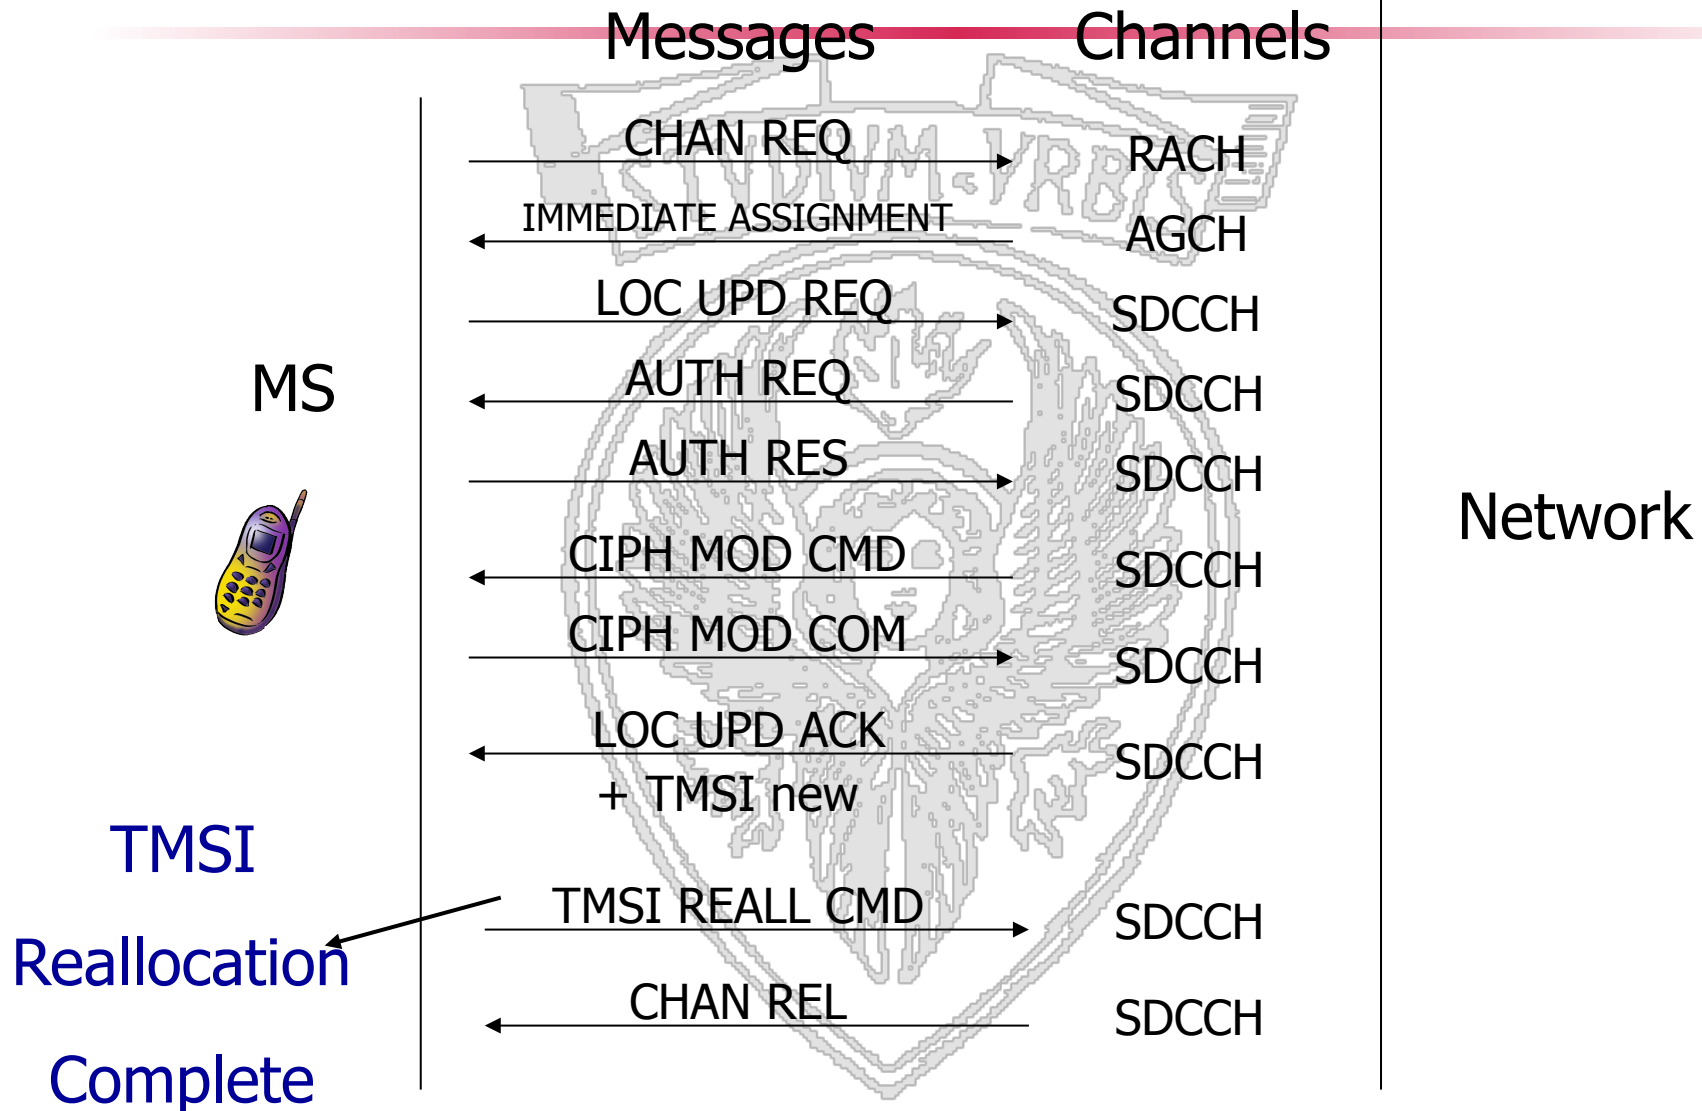 Messages Channels
CHAN REQ RACH
IMMEDIATE ASSIGNMENT AGCH
LOC UPD REQ SDCCH
MS AUTH REQ SDCCH
AUTH RES SDCCH
Network
CIPH MOD CMD SDCCH
CIPH MOD COM SDCCH
LOC UPD ACK SDCCH
+ TMSI new
TMSI
TMSI REALL CMD SDCCH
Reallocation
CHAN REL SDCCH
Complete
STVDIVM VRBIS